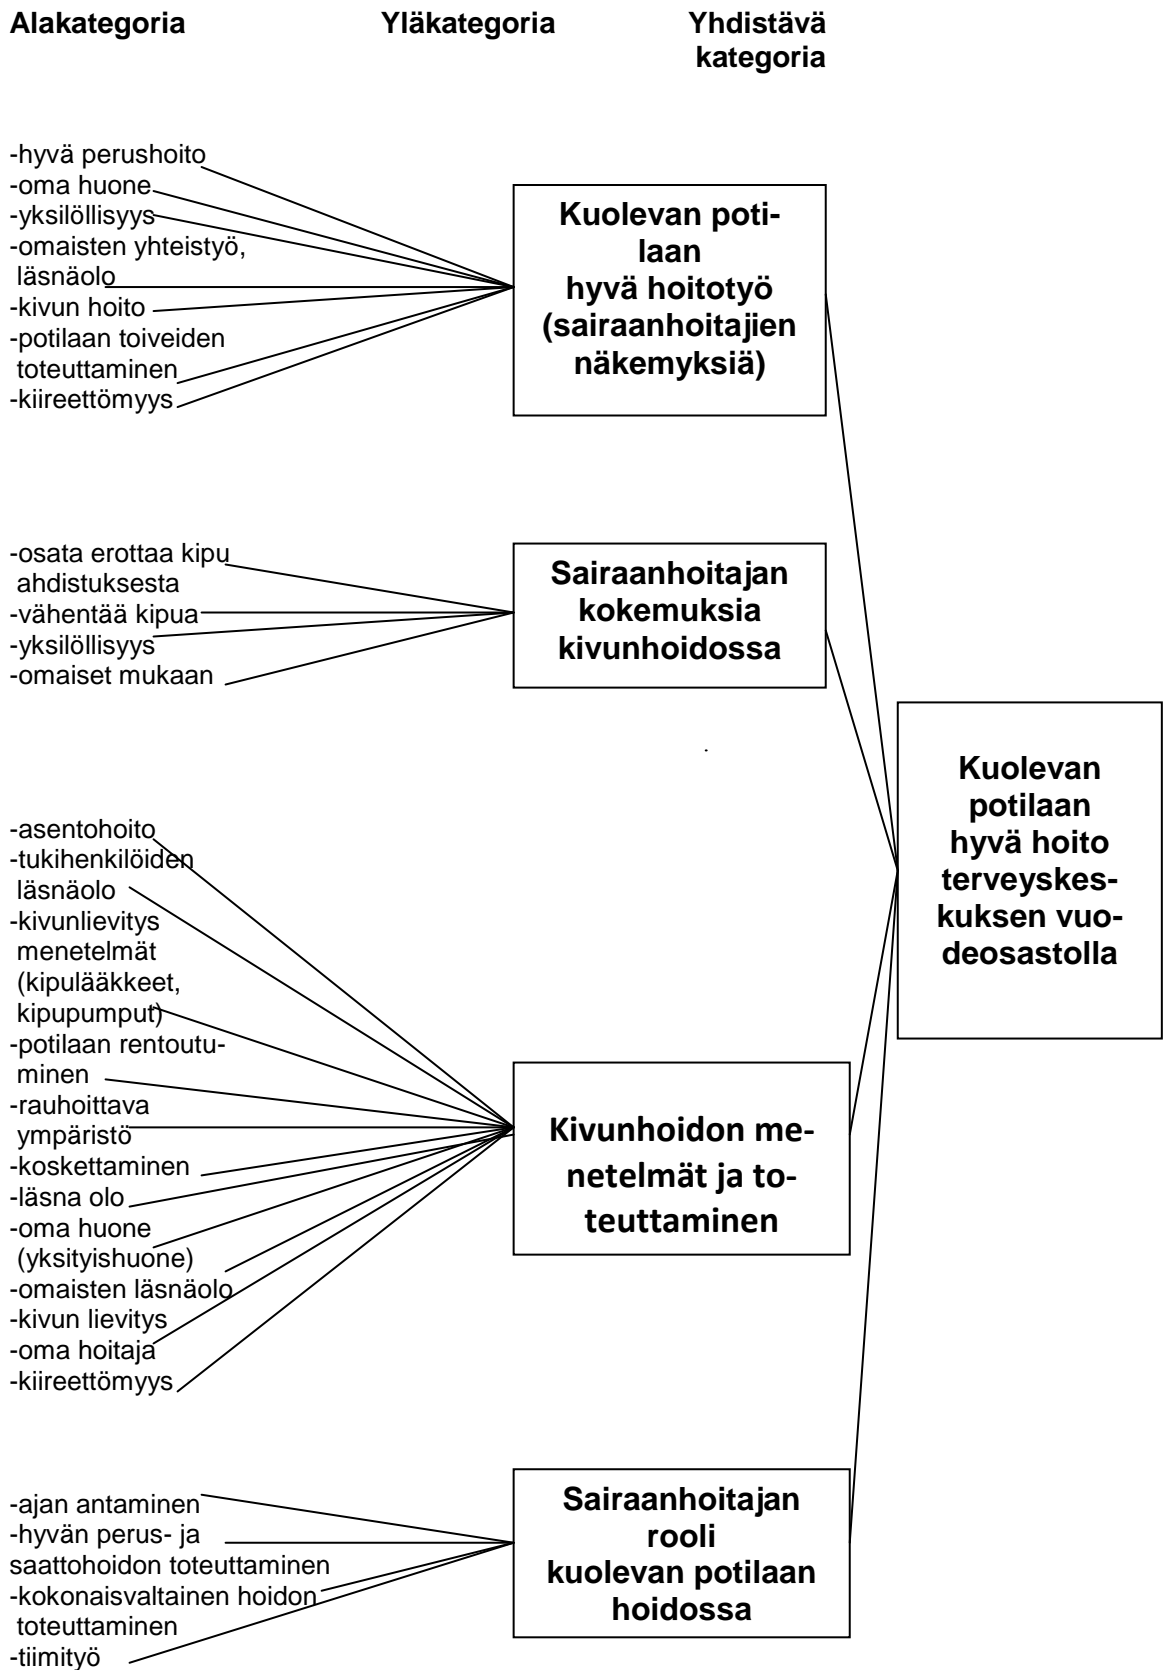 Alakategoria Yläkategoria Yhdistävä
kategoria
-hyvä perushoito
-oma huone
-yksilöllisyys
-omaisten yhteistyö,
läsnäolo
-kivun hoito
-potilaan toiveiden
toteuttaminen
-kiireettömyys
Kuolevan poti-
laan
hyvä hoitotyö
(sairaanhoitajien
näkemyksiä)
-osata erottaa kipu
ahdistuksesta
-vähentää kipua
-yksilöllisyys
-omaiset mukaan
Sairaanhoitajan
kokemuksia
kivunhoidossa
Kuolevan
potilaan
hyvä hoito
terveyskes-
kuksen vuo-
deosastolla
-asentohoito
-tukihenkilöiden
läsnäolo
-kivunlievitys
menetelmät
(kipulääkkeet,
kipupumput)
-potilaan rentoutu-
minen
-rauhoittava
ympäristö
-koskettaminen
-läsna olo
-oma huone
(yksityishuone)
-omaisten läsnäolo
-kivun lievitys
-oma hoitaja
-kiireettömyys
Kivunhoidon me-
netelmät ja to-
teuttaminen
-ajan antaminen
-hyvän perus- ja
saattohoidon toteuttaminen
-kokonaisvaltainen hoidon
toteuttaminen
-tiimityö
Sairaanhoitajan
rooli
kuolevan potilaan
hoidossa